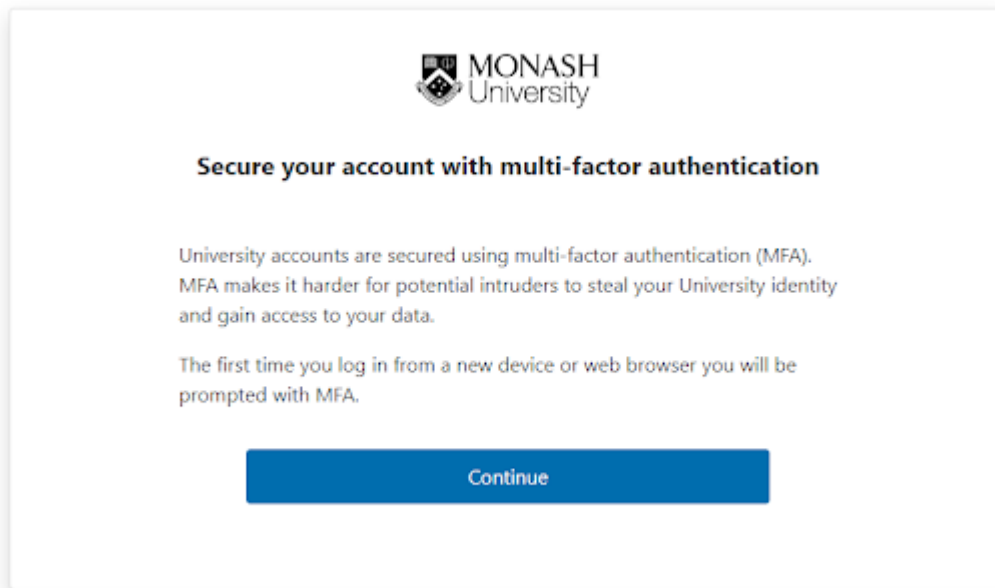 MONASH
University
Secure your account with multi-factor authentication
University accounts are secured using multi-factor authentication (MFA).
MFA makes it harder for potential intruders to steal your University identity
and gain access to your data.
The first time you log in from a new device or web browser you will be
prompted with MFA.
Continue